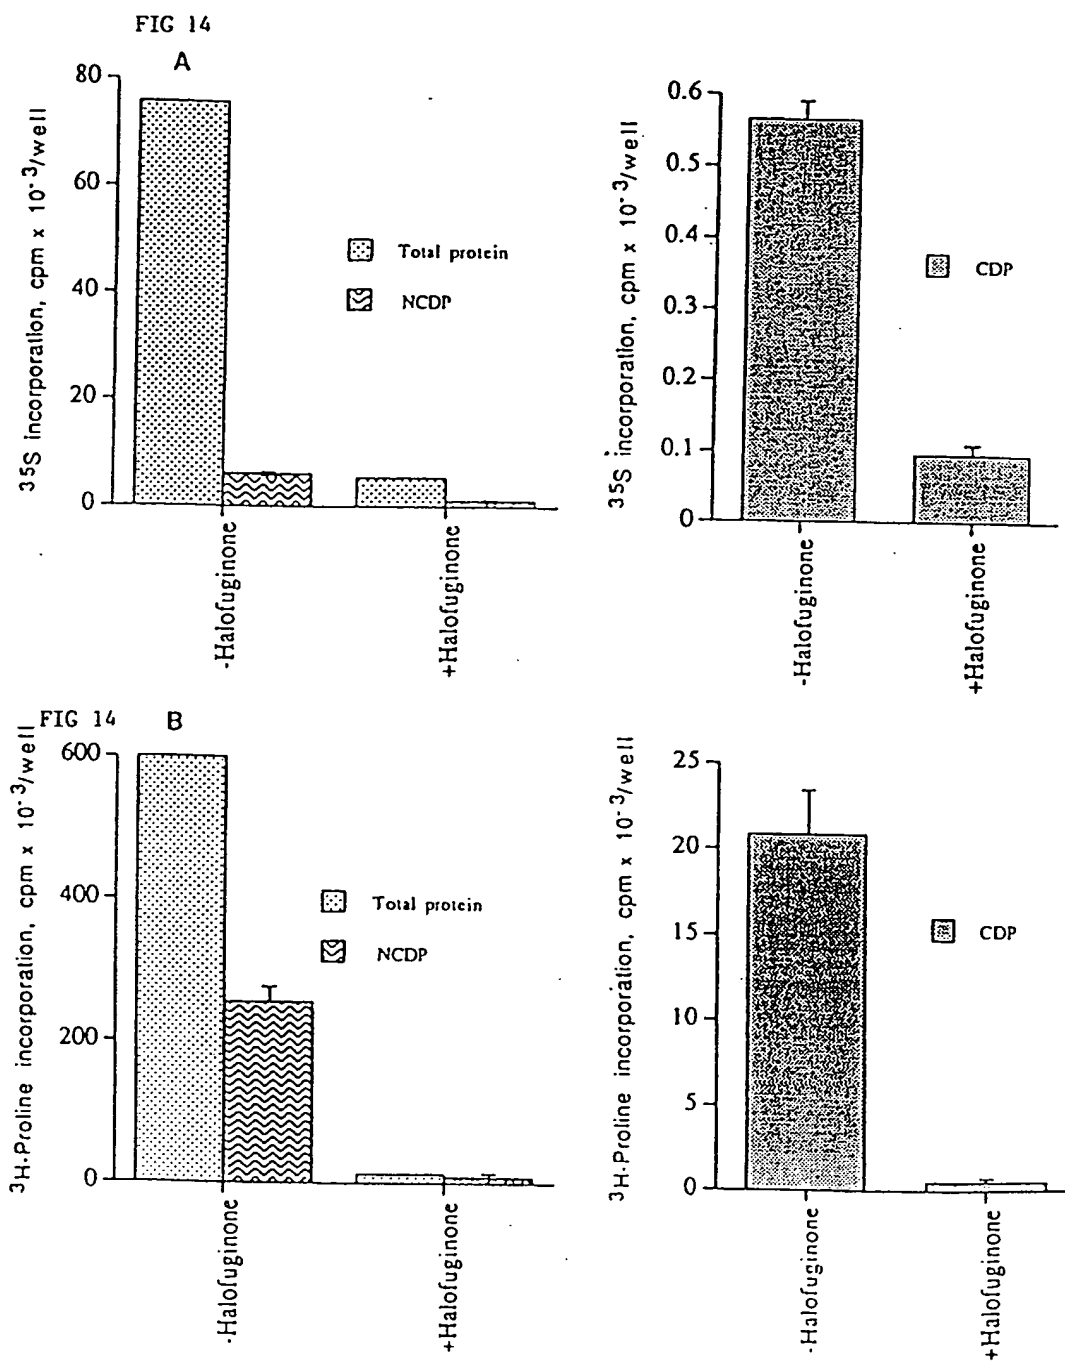 FIG 14
A
35S incorporation, cpm x 10-3/well
80
60
40
20
0
Total protein
NCDP
-Halofuginone
+Halofuginone
35S incorporation, cpm x 10-3/well
0.6
0.5
0.4
0.3
0.2
0.1
0
CDP
-Halofuginone
+Halofuginone
FIG 14
B
3H-Proline incorporation, cpm x 10-3/well
600
400
200
0
Total protein
NCDP
-Halofuginone
+Halofuginone
3H-Proline incorporation, cpm x 10-3/well
25
20
15
10
5
0
CDP
-Halofuginone
+Halofuginone